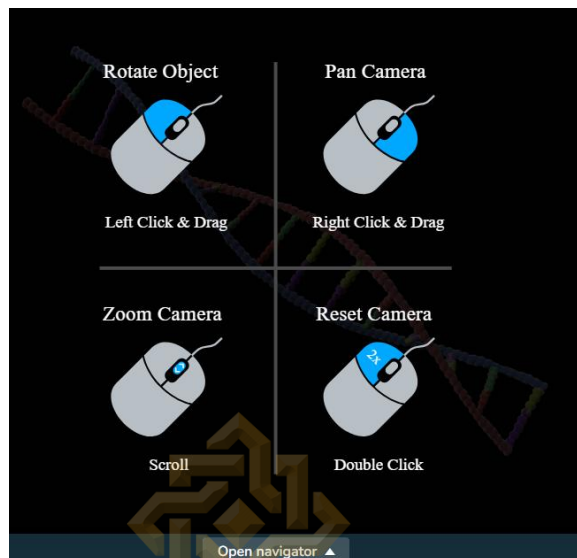 Rotate Object
Pan Camera
Left Click & Drag
Right Click & Drag
Zoom Camera
Reset Camera
2x
Scroll
Double Click
Open navigator ▲